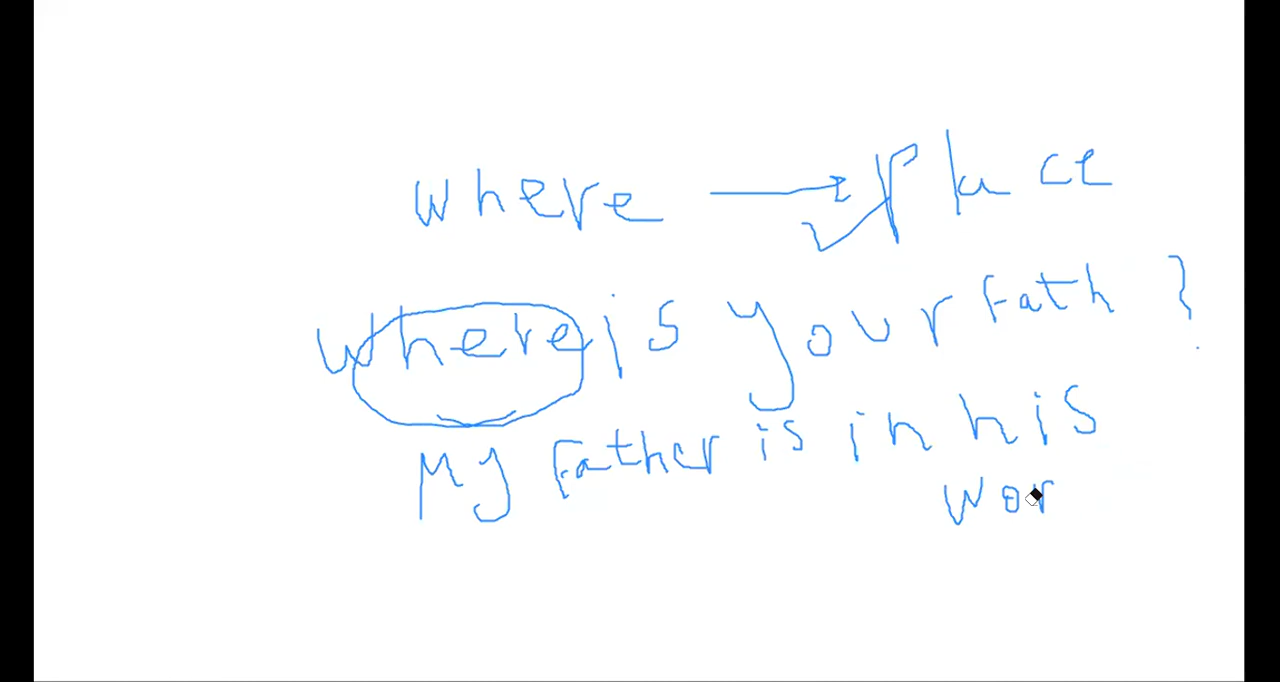 where → place
where is your Fath ?
My Father is in his
wor